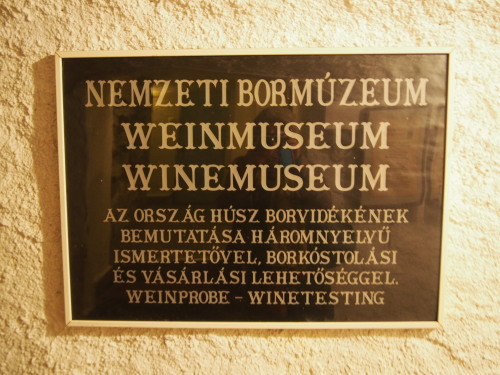 NEMZETI BORMÚZEUM
WEINMUSEUM
WINEMUSEUM
AZ ORSZÁG HÚSZ BORVIDÉKÉNEK
BEMUTATÁSA HÁROMNYELVŰ
ISMERTETŐVEL, BORKÓSTOLÁSI
ÉS VÁSÁRLÁSI LEHETŐSÉGGEL.
WEINPROBE – WINETESTING